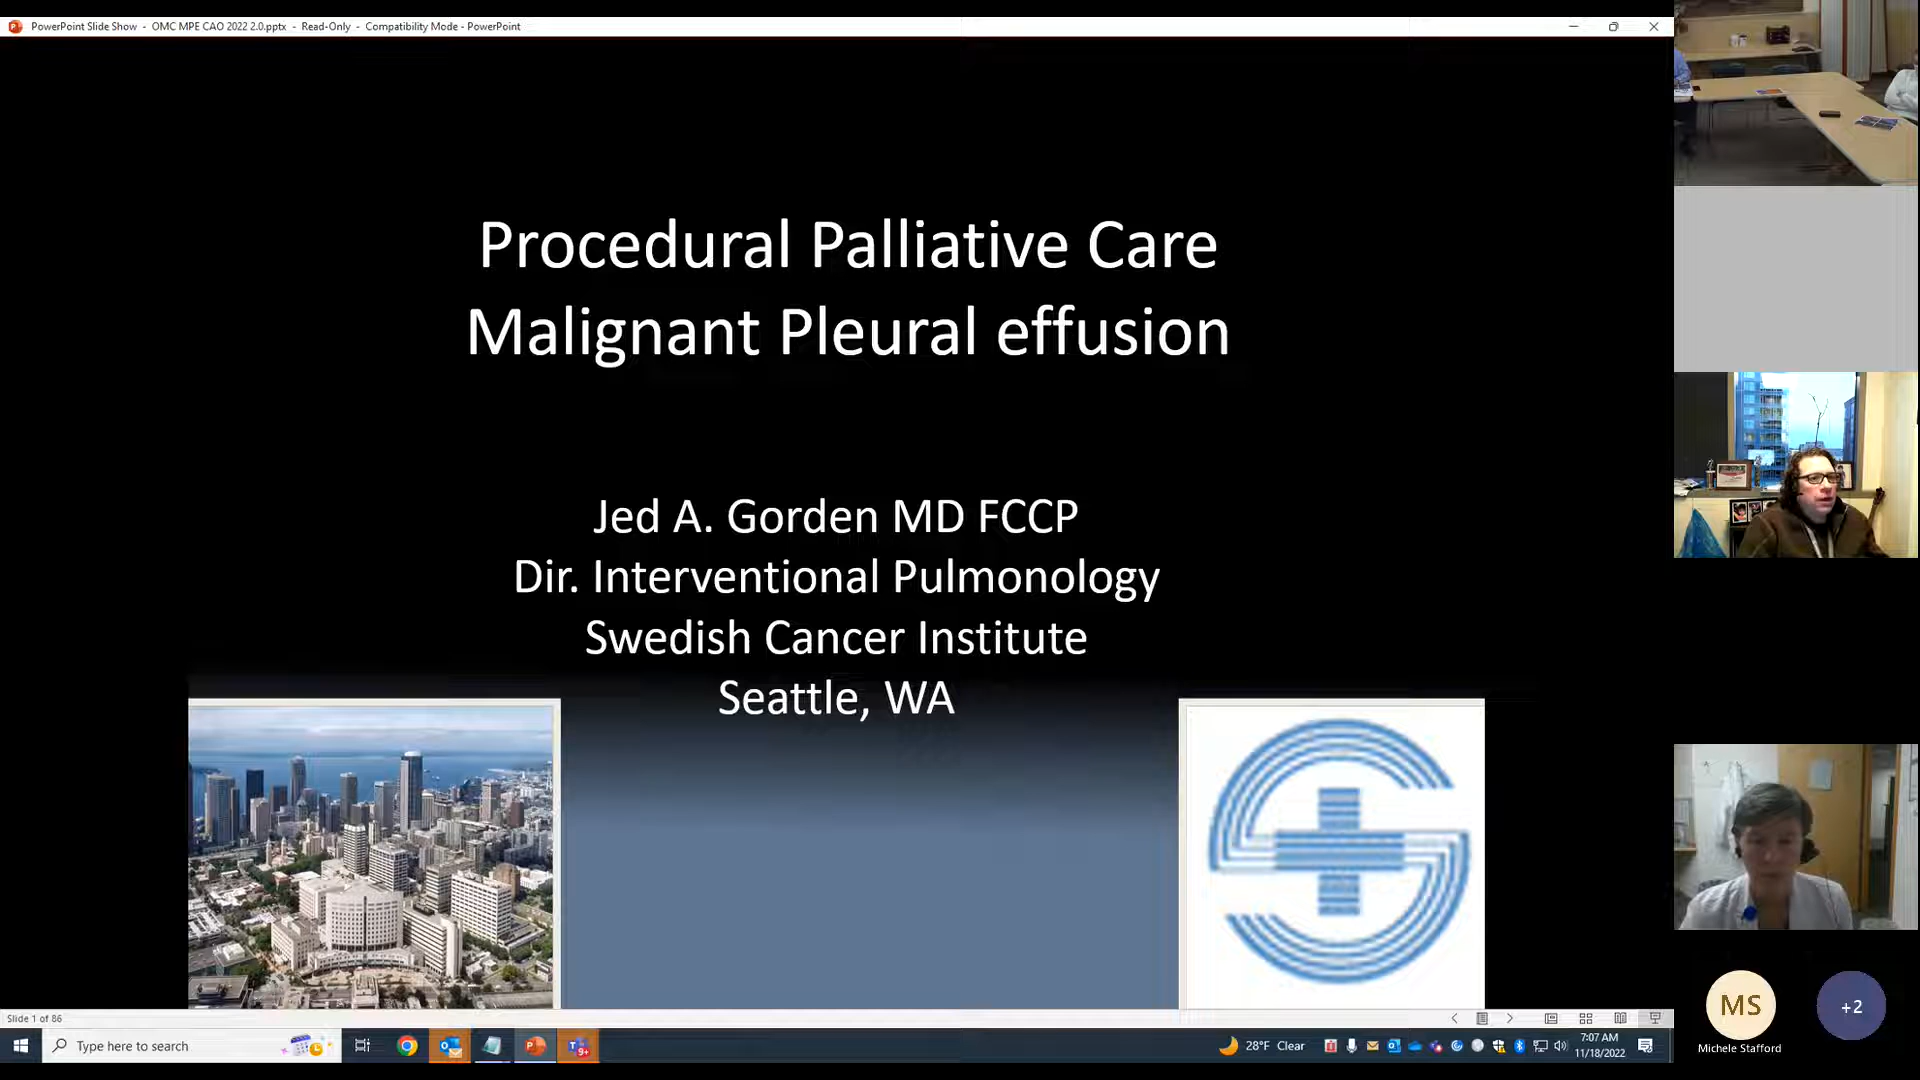 PowerPoint Slide Show - OMC MPE CAO 2022 2.0.pptx - Read-Only - Compatibility Mode - PowerPoint
Procedural Palliative Care
Malignant Pleural effusion
Jed A. Gorden MD FCCP
Dir. Interventional Pulmonology
Swedish Cancer Institute
Seattle, WA
Slide 1 of 86
Type here to search
9+
28°F Clear
7:07 AM
11/18/2022
MS
+2
Michele Stafford